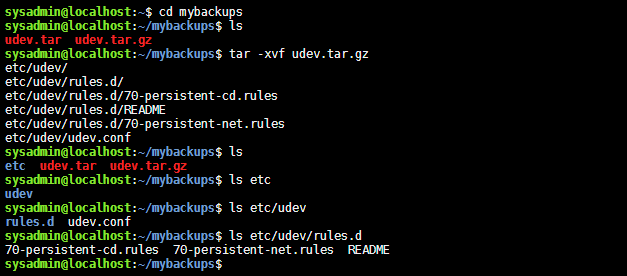 sysadmin@localhost:~$ cd mybackups
sysadmin@localhost:~/mybackups$ ls
udev.tar  udev.tar.gz
sysadmin@localhost:~/mybackups$ tar -xvf udev.tar.gz
etc/udev/
etc/udev/rules.d/
etc/udev/rules.d/70-persistent-cd.rules
etc/udev/rules.d/README
etc/udev/rules.d/70-persistent-net.rules
etc/udev/udev.conf
sysadmin@localhost:~/mybackups$ ls
etc  udev.tar  udev.tar.gz
sysadmin@localhost:~/mybackups$ ls etc
udev
sysadmin@localhost:~/mybackups$ ls etc/udev
rules.d  udev.conf
sysadmin@localhost:~/mybackups$ ls etc/udev/rules.d
70-persistent-cd.rules  70-persistent-net.rules  README
sysadmin@localhost:~/mybackups$